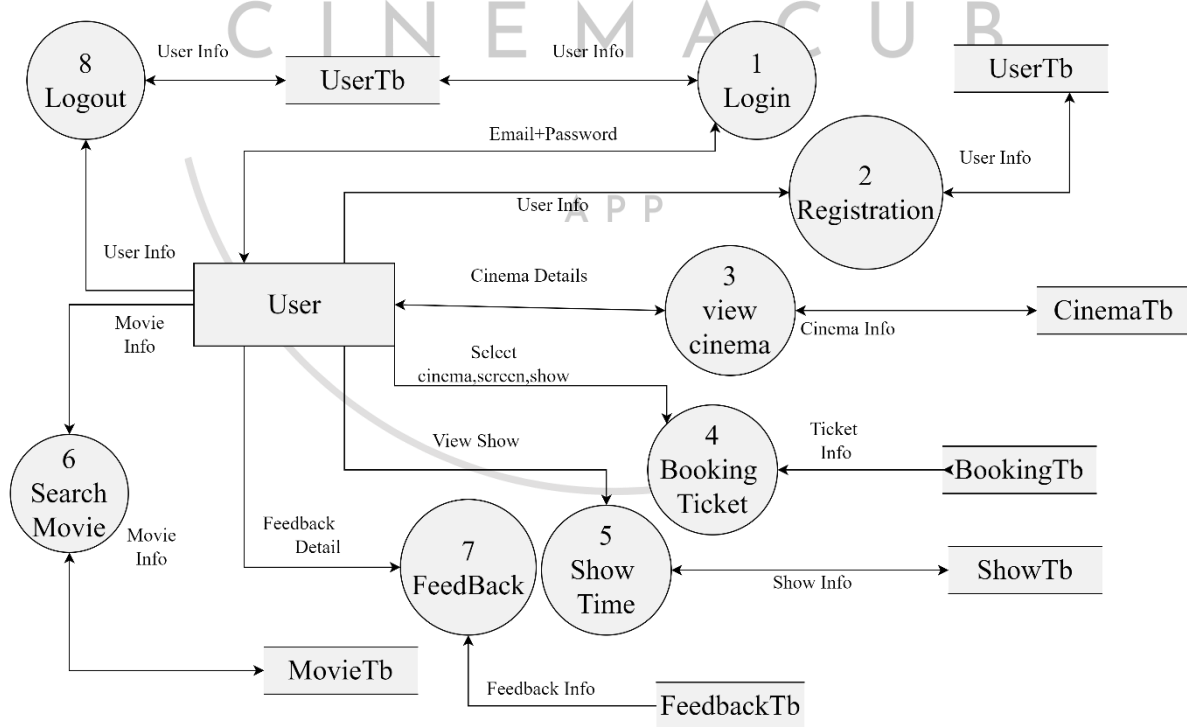 CINEMACUB
User Info
User Info
8
Logout
UserTb
1
Login
UserTb
Email+Password
User Info
2
Registration
User Info
APP
User Info
Cinema Details
3
view
cinema
User
CinemaTb
Cinema Info
Movie
Info
Select
cinema,screen,show
4
Booking
Ticket
Ticket
Info
View Show
BookingTb
6
Search
Movie
Movie
Info
Feedback
Detail
7
FeedBack
5
Show
Time
Show Info
ShowTb
MovieTb
Feedback Info
FeedbackTb